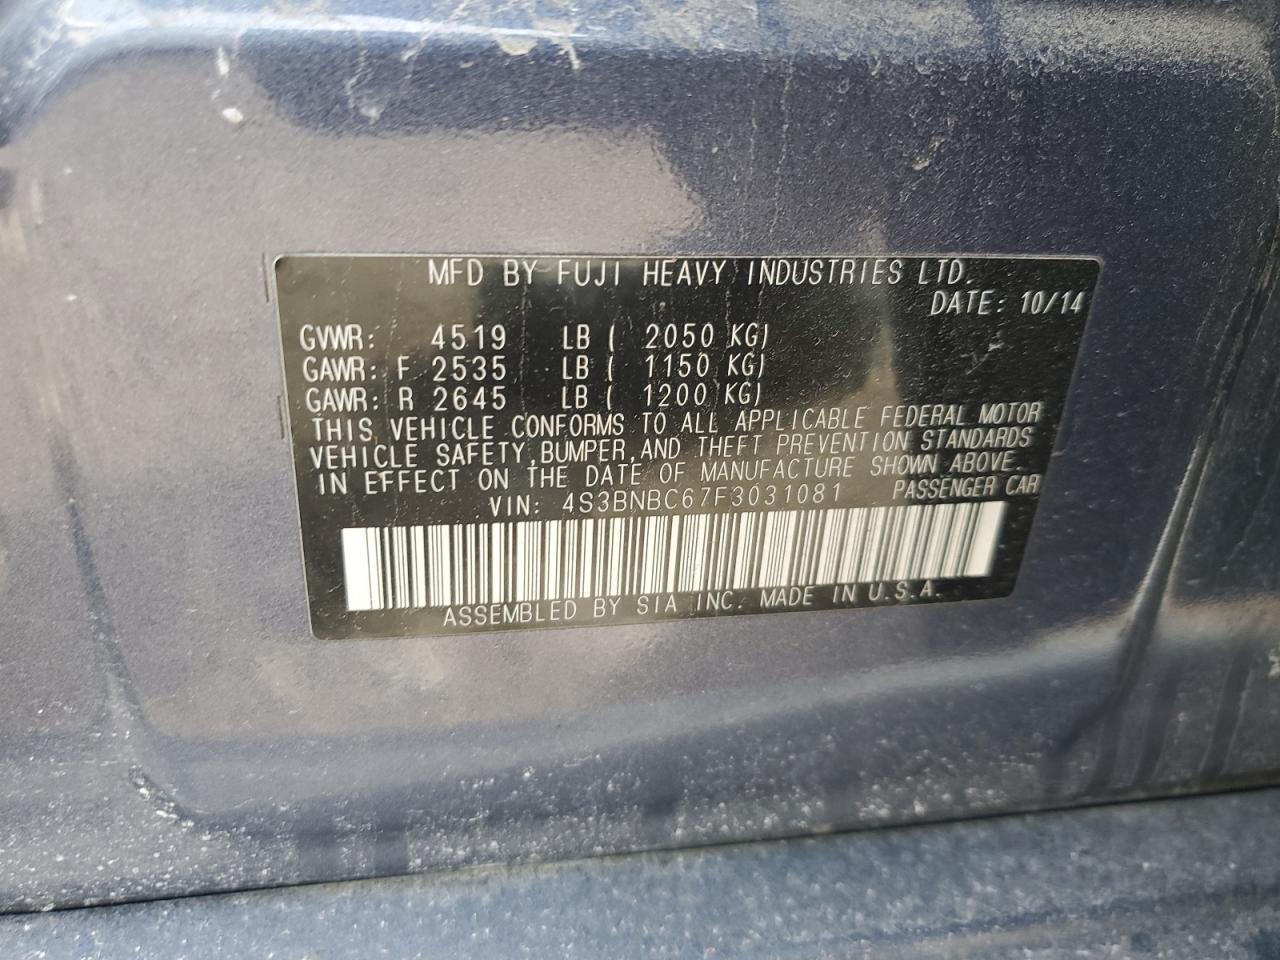 MFD BY FUJI HEAVY INDUSTRIES LTD.
DATE: 10/14
GVWR: 4519 LB ( 2050 KG)
GAWR: F 2535 LB ( 1150 KG)
GAWR: R 2645 LB ( 1200 KG)
THIS VEHICLE CONFORMS TO ALL APPLICABLE FEDERAL MOTOR
VEHICLE SAFETY, BUMPER, AND THEFT PREVENTION STANDARDS
IN EFFECT ON THE DATE OF MANUFACTURE SHOWN ABOVE.
VIN: 4S3BNBC67F3031081 PASSENGER CAR
ASSEMBLED BY SIA INC. MADE IN U.S.A.